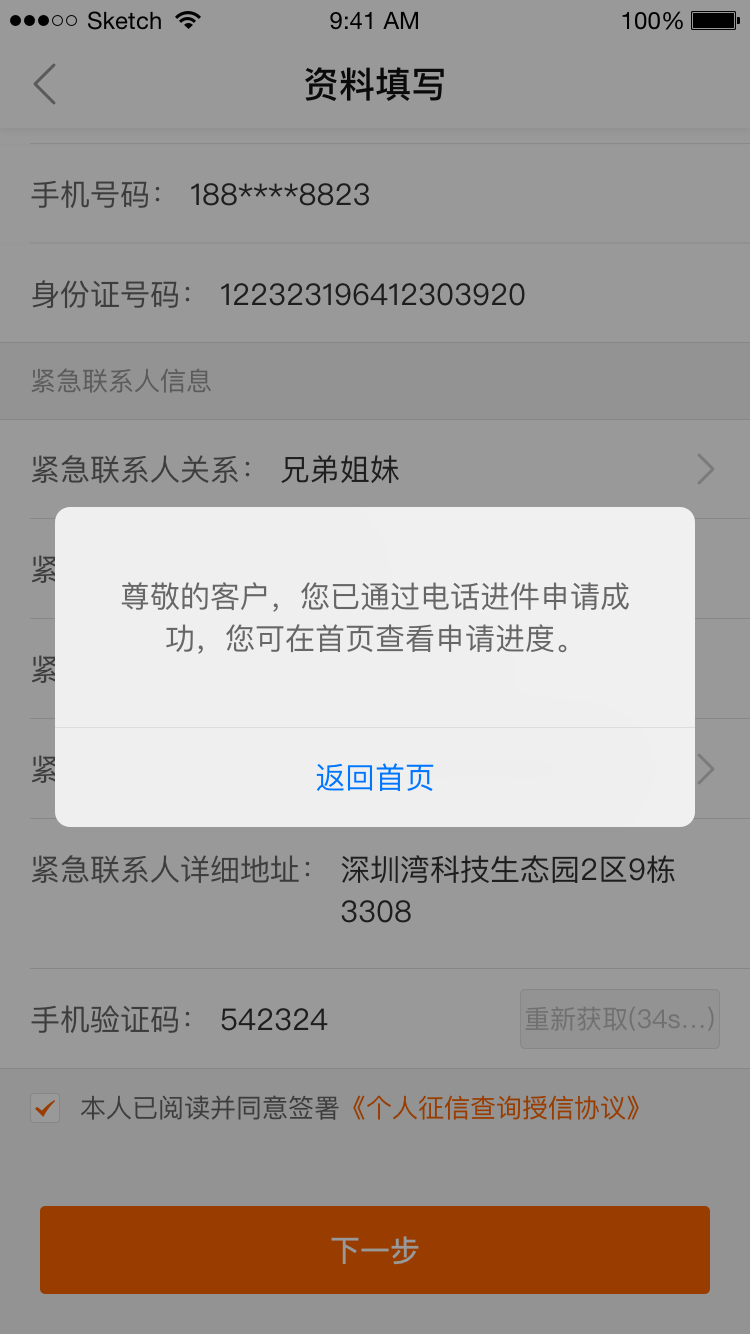 Sketch 9:41 AM 100%
资料填写
手机号码： 188****8823
身份证号码： 122323196412303920
紧急联系人信息
紧急联系人关系： 兄弟姐妹
紧
尊敬的客户，您已通过电话进件申请成
功，您可在首页查看申请进度。
紧
紧
返回首页
紧急联系人详细地址： 深圳湾科技生态园2区9栋
3308
手机验证码： 542324 重新获取(34s...)
本人已阅读并同意签署《个人征信查询授信协议》
下一步